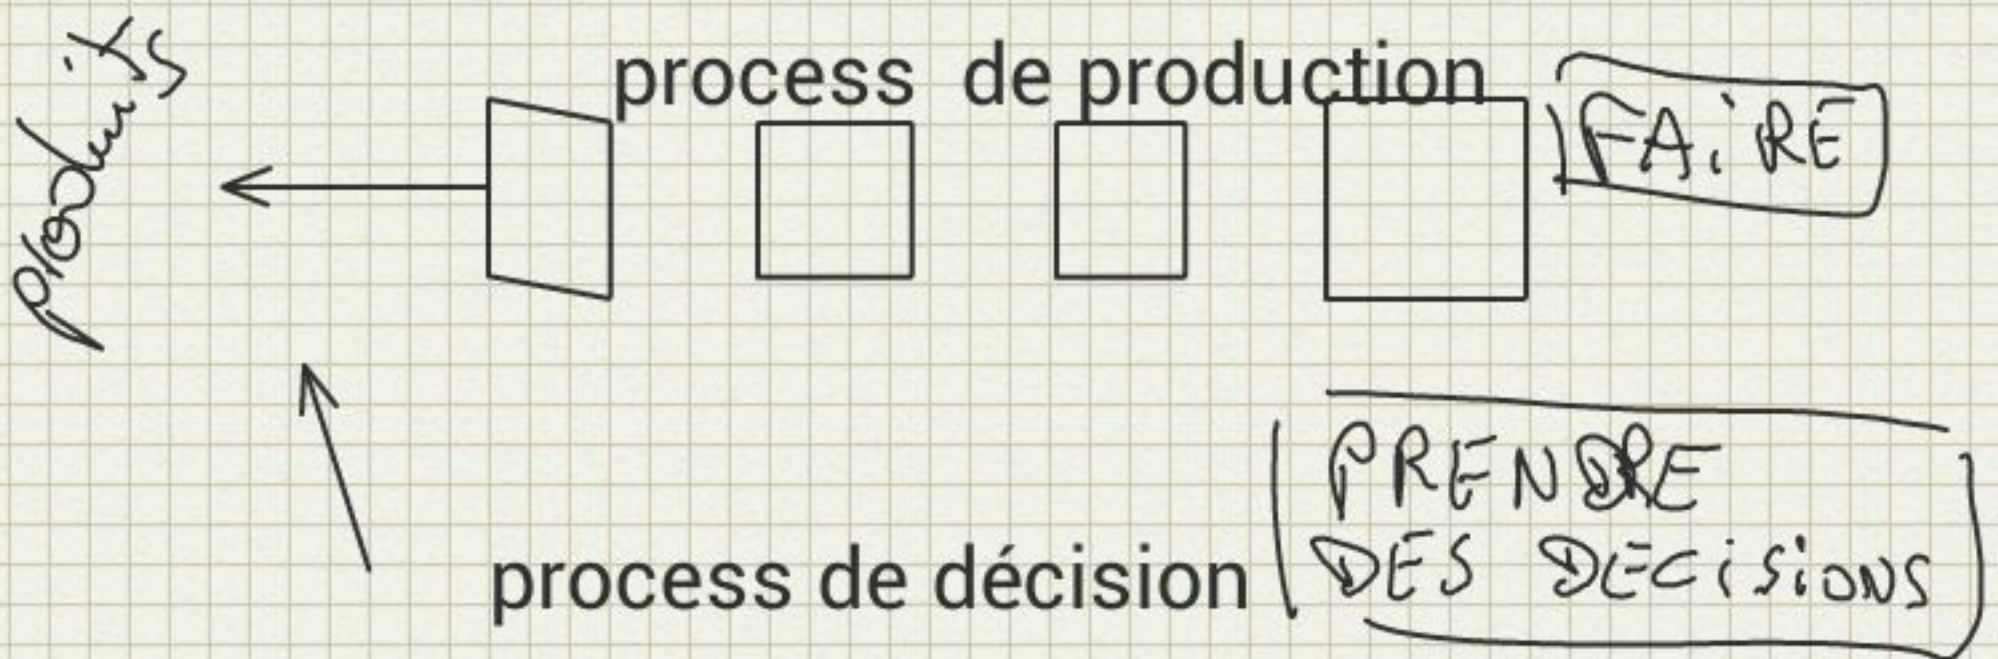 produits
process de production
FAiRE
PRENDRE
DES DECiSiONS
process de décision